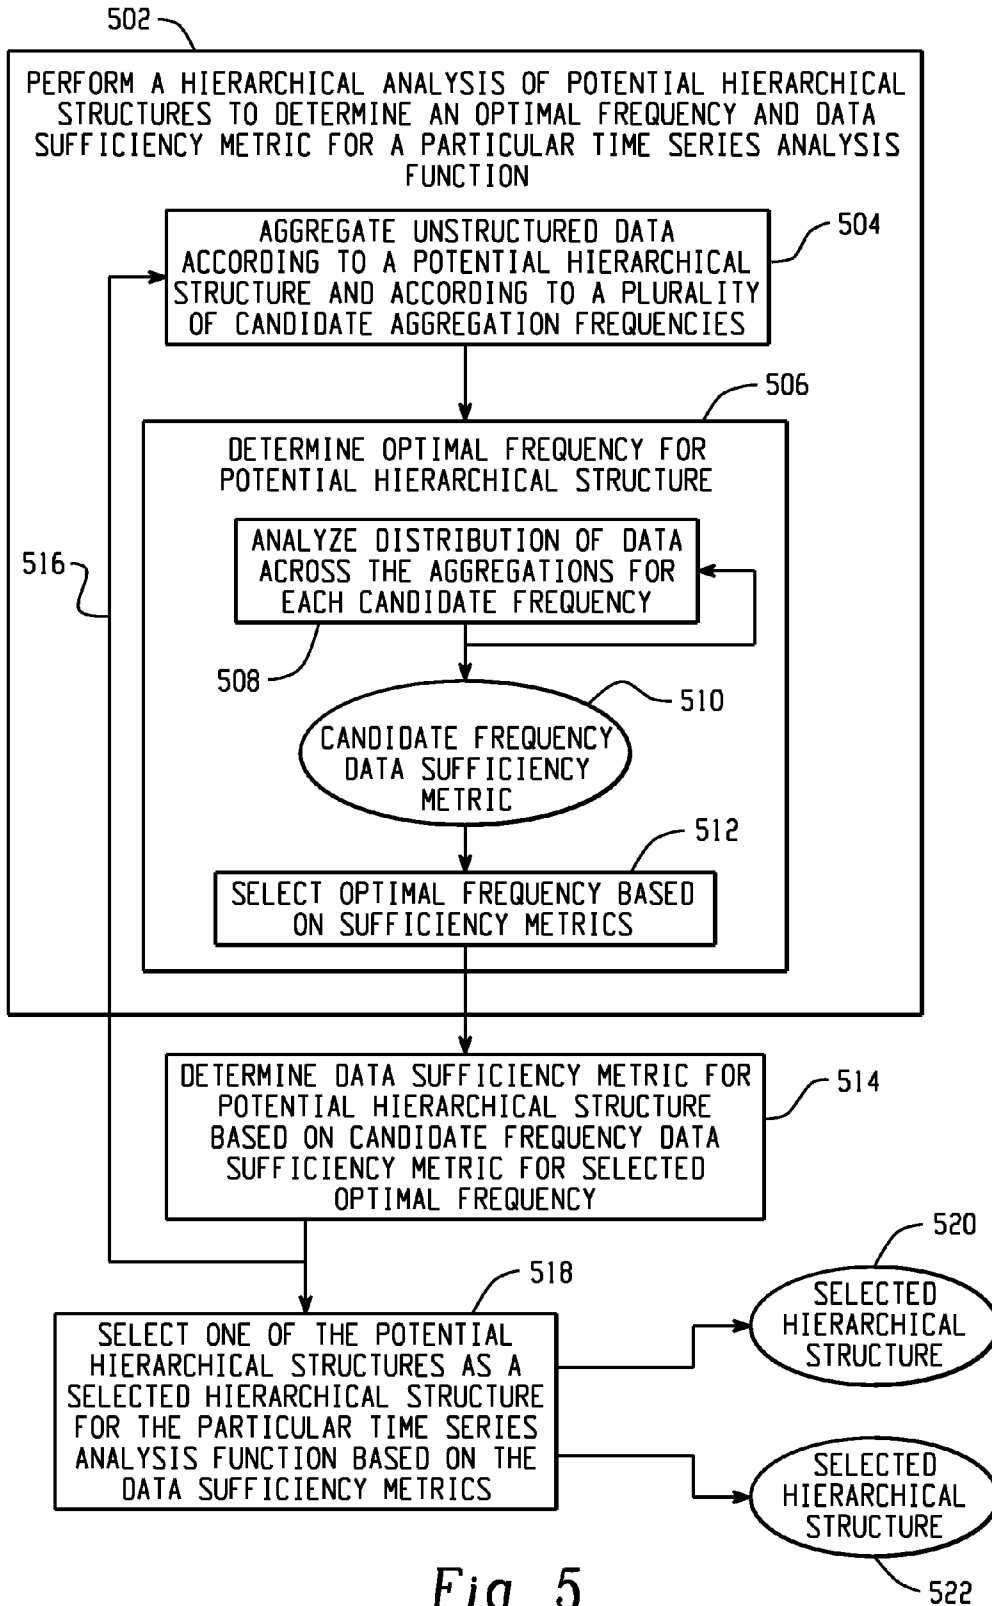 502
PERFORM A HIERARCHICAL ANALYSIS OF POTENTIAL HIERARCHICAL
STRUCTURES TO DETERMINE AN OPTIMAL FREQUENCY AND DATA
SUFFICIENCY METRIC FOR A PARTICULAR TIME SERIES ANALYSIS
FUNCTION
504
AGGREGATE UNSTRUCTURED DATA
ACCORDING TO A POTENTIAL HIERARCHICAL
STRUCTURE AND ACCORDING TO A PLURALITY
OF CANDIDATE AGGREGATION FREQUENCIES
506
DETERMINE OPTIMAL FREQUENCY FOR
POTENTIAL HIERARCHICAL STRUCTURE
516
ANALYZE DISTRIBUTION OF DATA
ACROSS THE AGGREGATIONS FOR
EACH CANDIDATE FREQUENCY
508
510
CANDIDATE FREQUENCY
DATA SUFFICIENCY
METRIC
512
SELECT OPTIMAL FREQUENCY BASED
ON SUFFICIENCY METRICS
514
DETERMINE DATA SUFFICIENCY METRIC FOR
POTENTIAL HIERARCHICAL STRUCTURE
BASED ON CANDIDATE FREQUENCY DATA
SUFFICIENCY METRIC FOR SELECTED
OPTIMAL FREQUENCY
518
SELECT ONE OF THE POTENTIAL
HIERARCHICAL STRUCTURES AS A
SELECTED HIERARCHICAL STRUCTURE
FOR THE PARTICULAR TIME SERIES
ANALYSIS FUNCTION BASED ON THE
DATA SUFFICIENCY METRICS
520
SELECTED
HIERARCHICAL
STRUCTURE
SELECTED
HIERARCHICAL
STRUCTURE
522
Fig 5